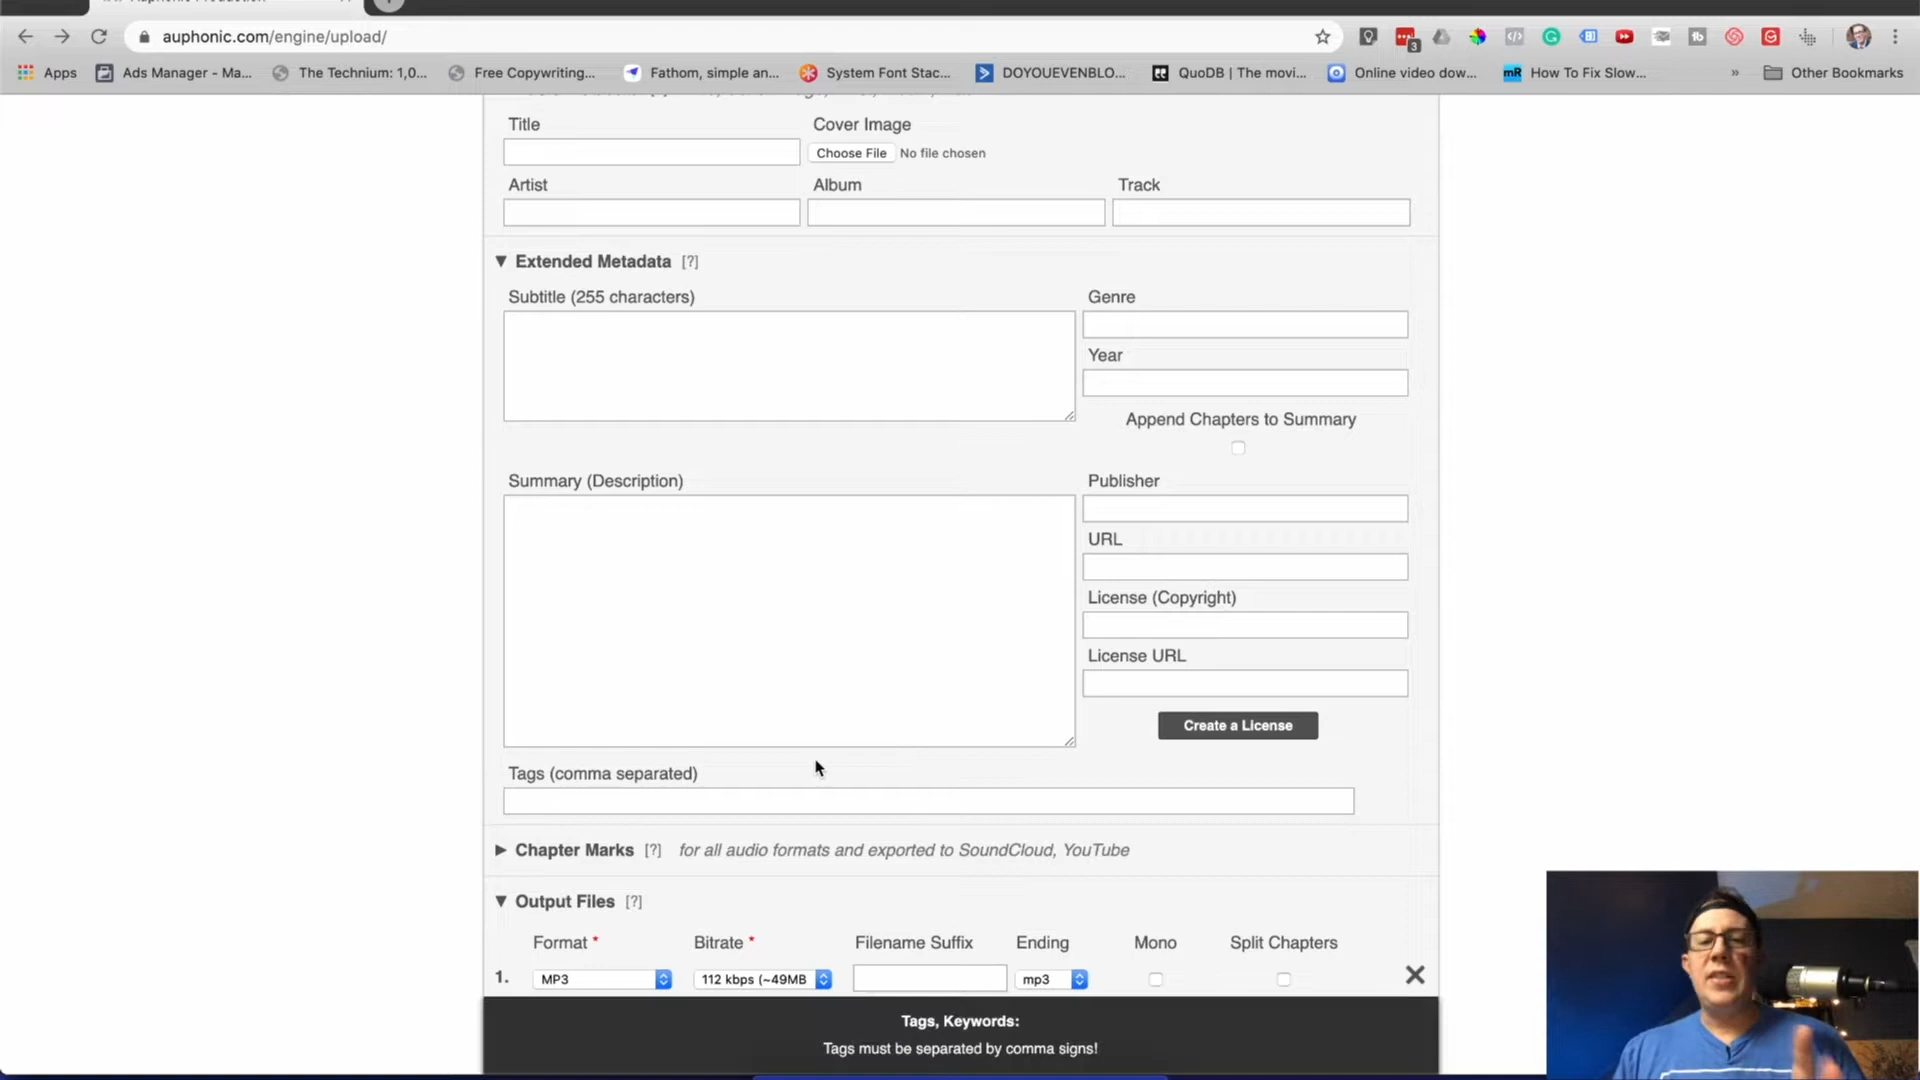 auphonic.com/engine/upload/
3
Apps Ads Manager - Ma... The Technium: 1,0... Free Copywriting... Fathom, simple an... System Font Stac... DOYOUEVENBLO... QuoDB | The movi... Online video dow... mR How To Fix Slow... » Other Bookmarks
Title Cover Image
Choose File No file chosen
Artist Album Track
▼ Extended Metadata [?]
Subtitle (255 characters) Genre
Year
Append Chapters to Summary
Summary (Description) Publisher
URL
License (Copyright)
License URL
Create a License
Tags (comma separated)
▶ Chapter Marks [?] for all audio formats and exported to SoundCloud, YouTube
▼ Output Files [?]
Format * Bitrate * Filename Suffix Ending Mono Split Chapters
1. MP3 112 kbps (~49MB mp3
Tags, Keywords:
Tags must be separated by comma signs!